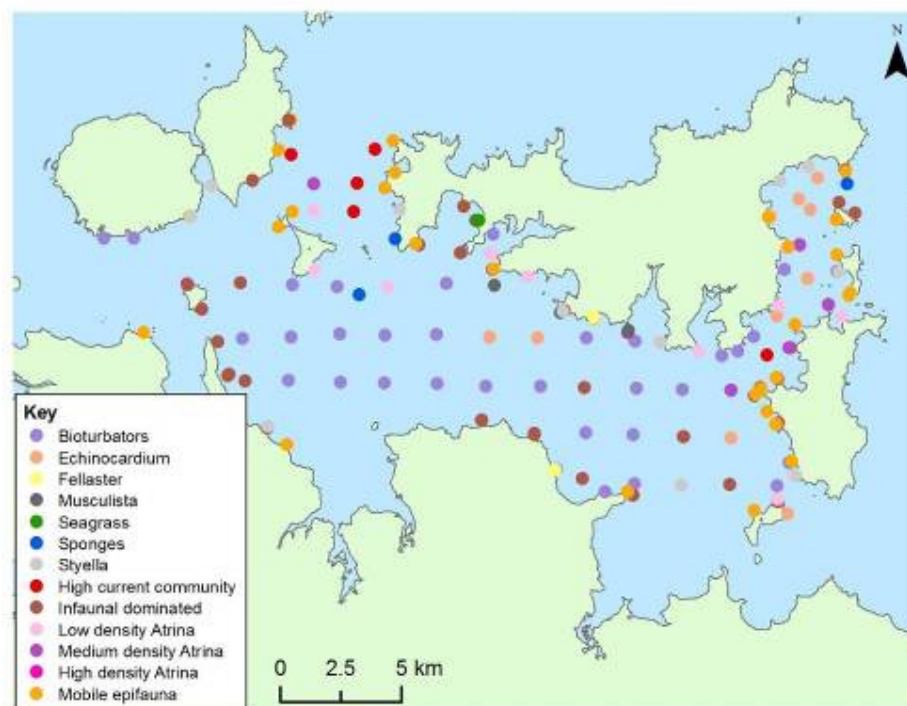 N
Key
Bioturbators
Echinocardium
Fellaster
Musculista
Seagrass
Sponges
Styella
High current community
Infaunal dominated
Low density Atrina
Medium density Atrina
High density Atrina
Mobile epifauna
0 2.5 5 km